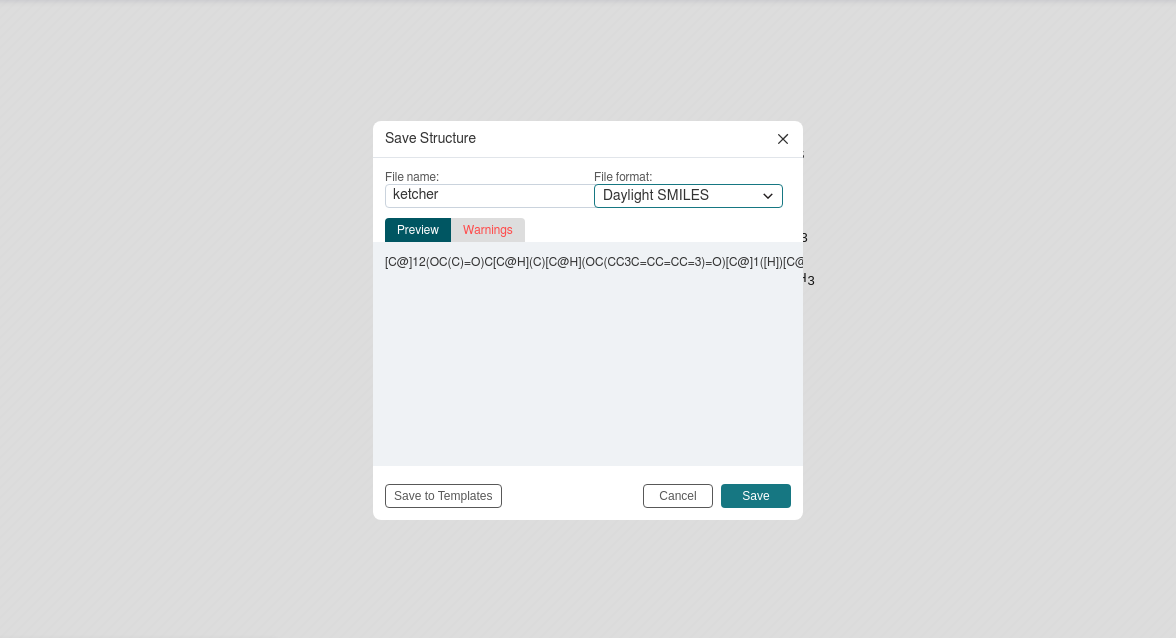 Save Structure
File name:
File format:
ketcher
Daylight SMILES
Preview
Warnings
[C@]12(OC(C)=O)C[C@H](C)[C@H](OC(CC3C=CC=CC=3)=O)[C@]1([H])[C@
3
Save to Templates
Cancel
Save